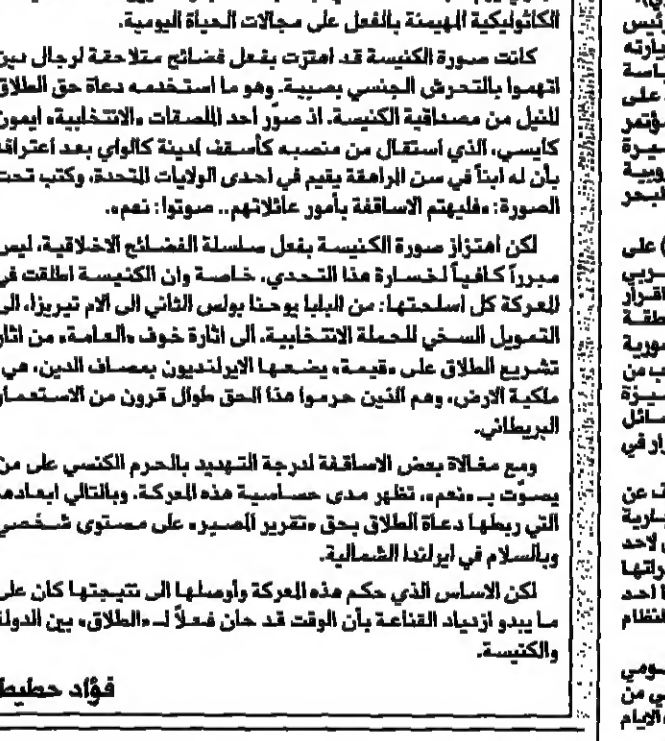 الكاثوليكية المهيمنة بالفعل على مجالات الحياة اليومية.
كانت صورة الكنيسة قد اهتزت بفعل فضائح متلاحقة لرجال دين
اتهموا بالتحرش الجنسي بصبية. وهو ما استخدمه دعاة حق الطلاق
للنيل من مصداقية الكنيسة. اذ صوّر احد الملصقات «الانتخابية» ايمون
كايسي، الذي استقال من منصبه كأسقف لمدينة كالواي بعد اعترافه
بأن له ابناً في سن المراهقة يقيم في احدى الولايات المتحدة، وكتب تحت
الصورة: «فليهتم الاساقفة بأمور عائلاتهم.. صوتوا: نعم».
لكن اهتزاز صورة الكنيسة بفعل سلسلة الفضائح الاخلاقية، ليس
مبرراً كافياً لخسارة هذا التحدي، خاصة وان الكنيسة اطلقت في
المعركة كل اسلحتها: من البابا يوحنا بولس الثاني الى الام تيريزا، الى
التمويل السخي للحملة الانتخابية، الى اثارة خوف «العامة» من اثار
تشريع الطلاق على «قيمة» يضعها الايرلنديون بمصاف الدين، هي
ملكية الارض، وهم الذين حرموا هذا الحق طوال قرون من الاستعمار
البريطاني.
ومع مغالاة بعض الاساقفة لدرجة التهديد بالحرم الكنسي على من
يصوّت بـ «نعم»، تظهر مدى حساسية هذه المعركة. وبالتالي ابعادها
التي ربطها دعاة الطلاق بحق «تقرير المصير» على مستوى شخصي
وبالسلام في ايرلندا الشمالية.
لكن الاساس الذي حكم هذه المعركة وأوصلها الى نتيجتها كان على
ما يبدو ازدياد القناعة بأن الوقت قد حان فعلاً لـ «الطلاق» بين الدولة
والكنيسة.
فؤاد حطيط